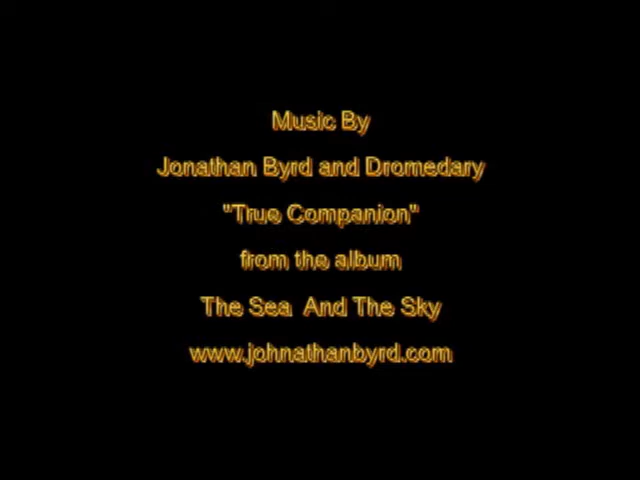 Music By
Jonathan Byrd and Dromedary
"True Companion"
from the album
The Sea And The Sky
www.johnathanbyrd.com